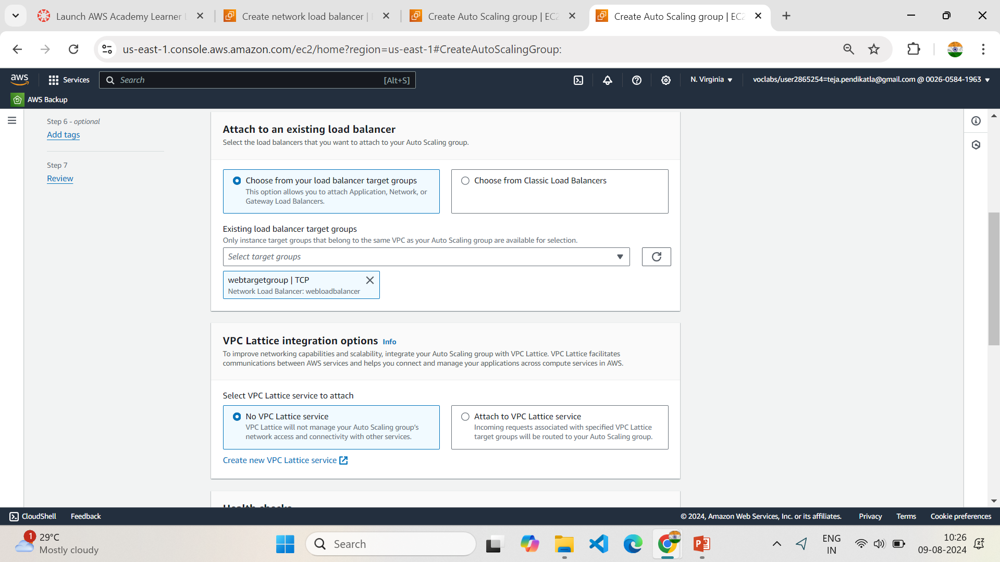 Launch AWS Academy Learner L
Create network load balancer |
Create Auto Scaling group | EC2
Create Auto Scaling group | EC2
us-east-1.console.aws.amazon.com/ec2/home?region=us-east-1#CreateAutoScalingGroup:
aws
Services
Search
[Alt+S]
N. Virginia
voclabs/user2865254=teja.pendikatla@gmail.com @ 0026-0584-1963
AWS Backup
Step 6 - optional
Add tags
Step 7
Review
Attach to an existing load balancer
Select the load balancers that you want to attach to your Auto Scaling group.
Choose from your load balancer target groups
This option allows you to attach Application, Network, or
Gateway Load Balancers.
Choose from Classic Load Balancers
Existing load balancer target groups
Only instance target groups that belong to the same VPC as your Auto Scaling group are available for selection.
Select target groups
webtargetgroup | TCP
Network Load Balancer: webloadbalancer
VPC Lattice integration options Info
To improve networking capabilities and scalability, integrate your Auto Scaling group with VPC Lattice. VPC Lattice facilitates
communications between AWS services and helps you connect and manage your applications across compute services in AWS.
Select VPC Lattice service to attach
No VPC Lattice service
VPC Lattice will not manage your Auto Scaling group's
network access and connectivity with other services.
Attach to VPC Lattice service
Incoming requests associated with specified VPC Lattice
target groups will be routed to your Auto Scaling group.
Create new VPC Lattice service
Health checks
CloudShell
Feedback
© 2024, Amazon Web Services, Inc. or its affiliates.
Privacy
Terms
Cookie preferences
1
29°C
Mostly cloudy
Search
ENG
IN
10:26
09-08-2024